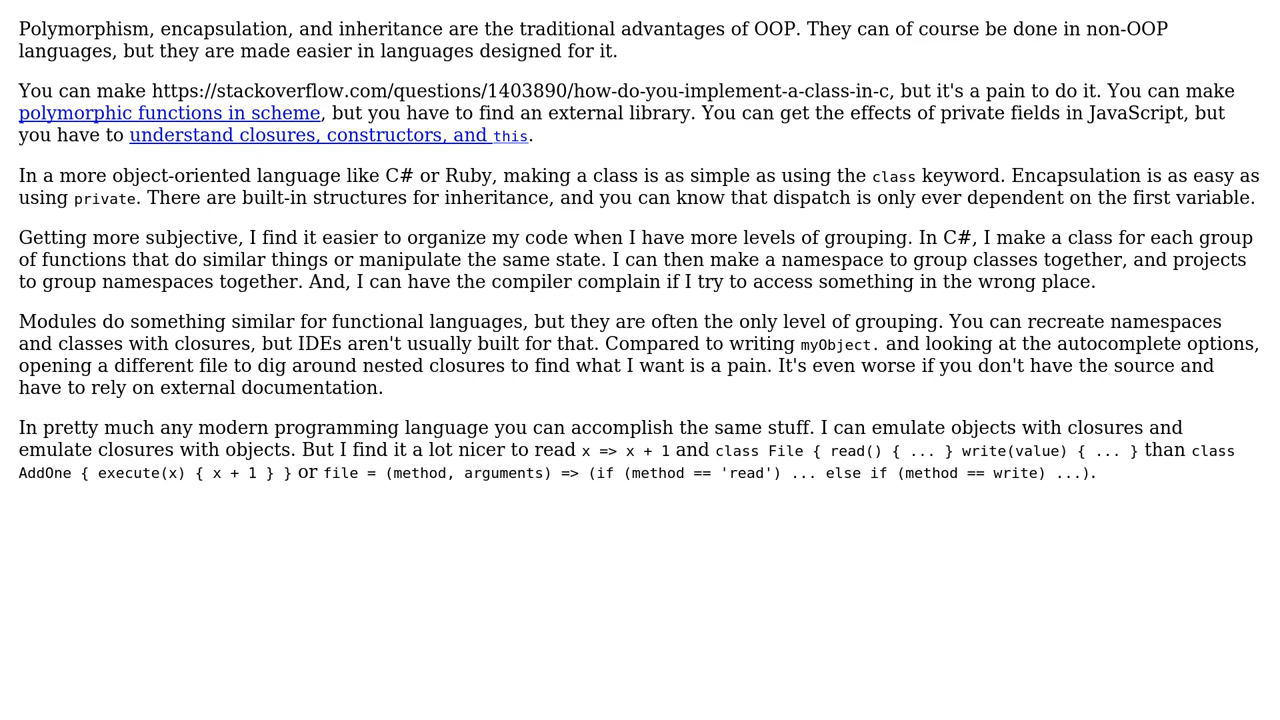 Polymorphism, encapsulation, and inheritance are the traditional advantages of OOP. They can of course be done in non-OOP
languages, but they are made easier in languages designed for it.
You can make https://stackoverflow.com/questions/1403890/how-do-you-implement-a-class-in-c, but it's a pain to do it. You can make
polymorphic functions in scheme, but you have to find an external library. You can get the effects of private fields in JavaScript, but
you have to understand closures, constructors, and this.
In a more object-oriented language like C# or Ruby, making a class is as simple as using the class keyword. Encapsulation is as easy as
using private. There are built-in structures for inheritance, and you can know that dispatch is only ever dependent on the first variable.
Getting more subjective, I find it easier to organize my code when I have more levels of grouping. In C#, I make a class for each group
of functions that do similar things or manipulate the same state. I can then make a namespace to group classes together, and projects
to group namespaces together. And, I can have the compiler complain if I try to access something in the wrong place.
Modules do something similar for functional languages, but they are often the only level of grouping. You can recreate namespaces
and classes with closures, but IDEs aren't usually built for that. Compared to writing myObject. and looking at the autocomplete options,
opening a different file to dig around nested closures to find what I want is a pain. It's even worse if you don't have the source and
have to rely on external documentation.
In pretty much any modern programming language you can accomplish the same stuff. I can emulate objects with closures and
emulate closures with objects. But I find it a lot nicer to read x => x + 1 and class File { read() { ... } write(value) { ... } than class
AddOne { execute(x) { x + 1 } } or file = (method, arguments) => (if (method == 'read') ... else if (method == write) ...).